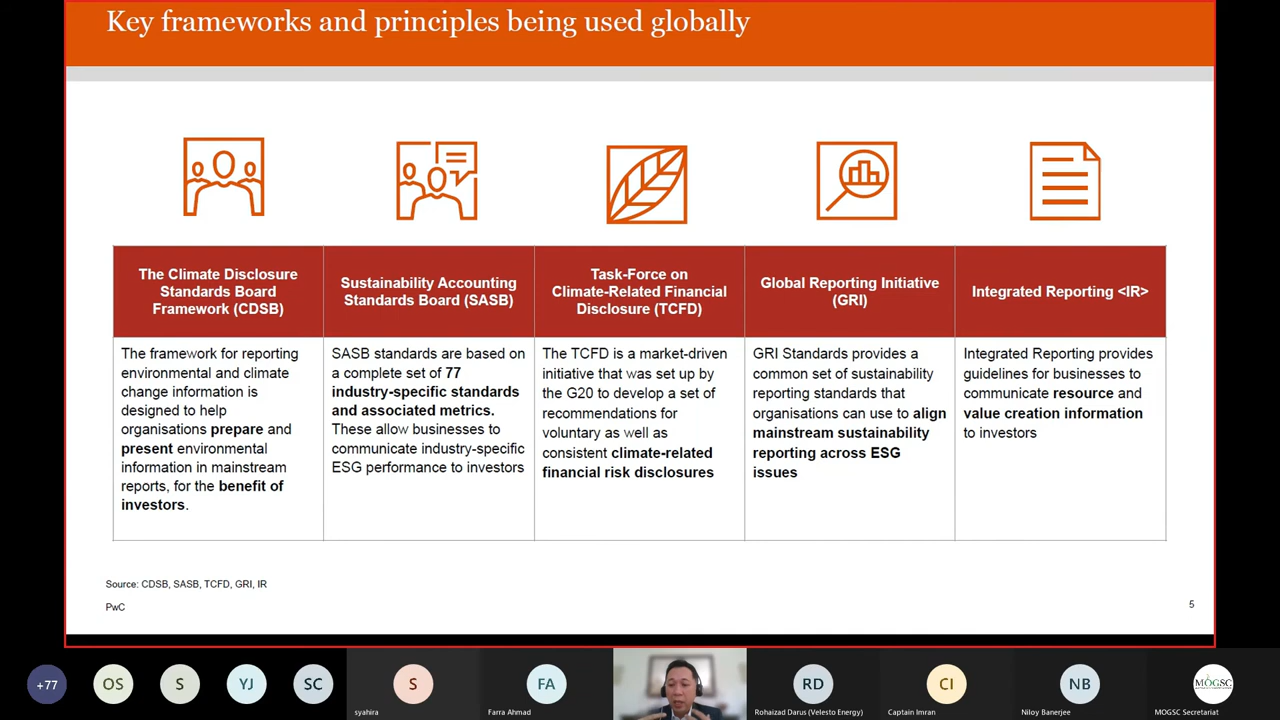 Key frameworks and principles being used globally
The Climate Disclosure
Standards Board
Framework (CDSB)
Sustainability Accounting
Standards Board (SASB)
Task-Force on
Climate-Related Financial
Disclosure (TCFD)
Global Reporting Initiative
(GRI)
Integrated Reporting <IR>
The framework for reporting
environmental and climate
change information is
designed to help
organisations prepare and
present environmental
information in mainstream
reports, for the benefit of
investors.
SASB standards are based on
a complete set of 77
industry-specific standards
and associated metrics.
These allow businesses to
communicate industry-specific
ESG performance to investors
The TCFD is a market-driven
initiative that was set up by
the G20 to develop a set of
recommendations for
voluntary as well as
consistent climate-related
financial risk disclosures
GRI Standards provides a
common set of sustainability
reporting standards that
organisations can use to align
mainstream sustainability
reporting across ESG
issues
Integrated Reporting provides
guidelines for businesses to
communicate resource and
value creation information
to investors
Source: CDSB, SASB, TCFD, GRI, IR
PwC
5
+77
OS
S
YJ
SC
S
syahira
FA
Farra Ahmad
RD
Rohaizad Darus (Velesto Energy)
CI
Captain Imran
NB
Niloy Banerjee
MOGSC
MOGSC Secretariat